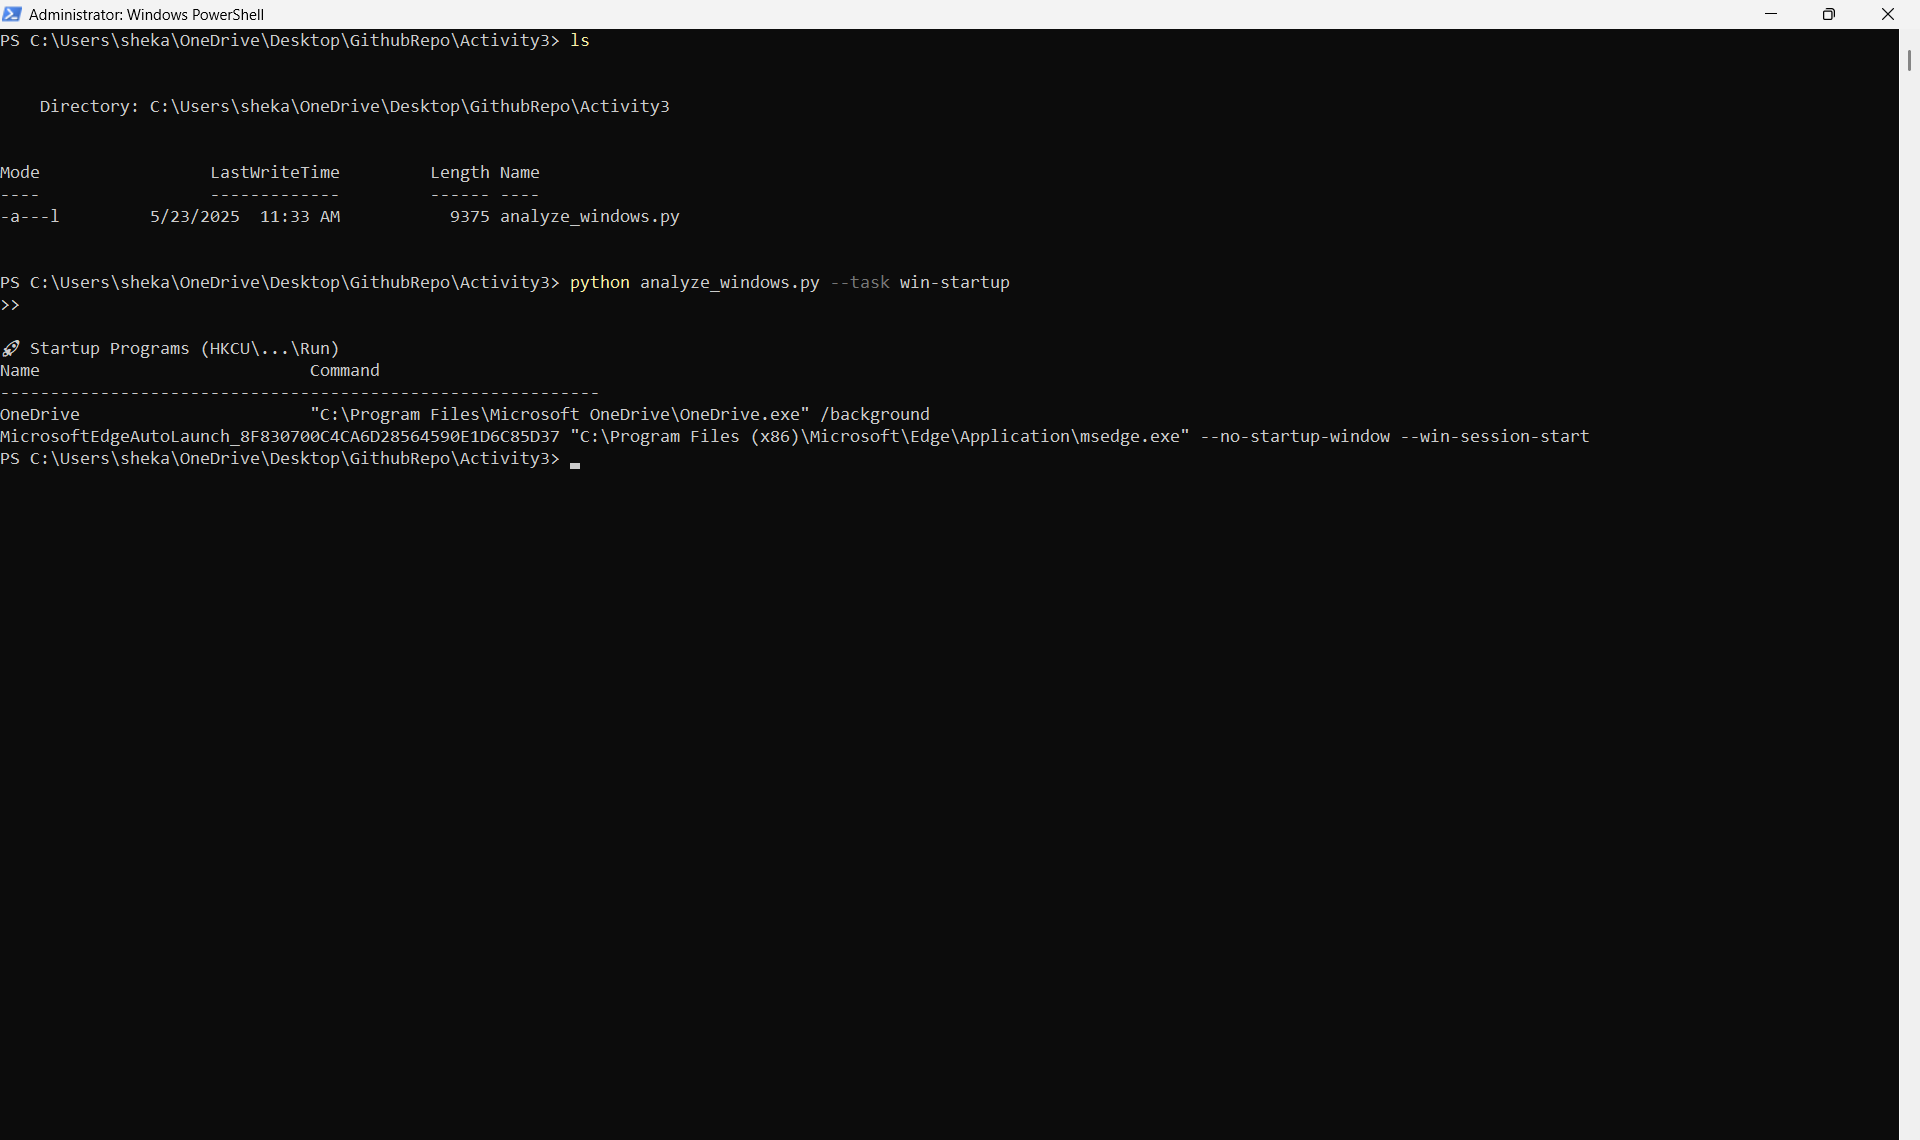 Administrator: Windows PowerShell
PS C:\Users\sheka\OneDrive\Desktop\GithubRepo\Activity3> ls
Directory: C:\Users\sheka\OneDrive\Desktop\GithubRepo\Activity3
Mode                 LastWriteTime         Length Name
----                 -------------         ------ ----
-a---l         5/23/2025  11:33 AM           9375 analyze_windows.py
PS C:\Users\sheka\OneDrive\Desktop\GithubRepo\Activity3> python analyze_windows.py --task win-startup
>>
🚀 Startup Programs (HKCU\...\Run)
Name                           Command
------------------------------------------------------------
OneDrive                       "C:\Program Files\Microsoft OneDrive\OneDrive.exe" /background
MicrosoftEdgeAutoLaunch_8F830700C4CA6D28564590E1D6C85D37 "C:\Program Files (x86)\Microsoft\Edge\Application\msedge.exe" --no-startup-window --win-session-start
PS C:\Users\sheka\OneDrive\Desktop\GithubRepo\Activity3>